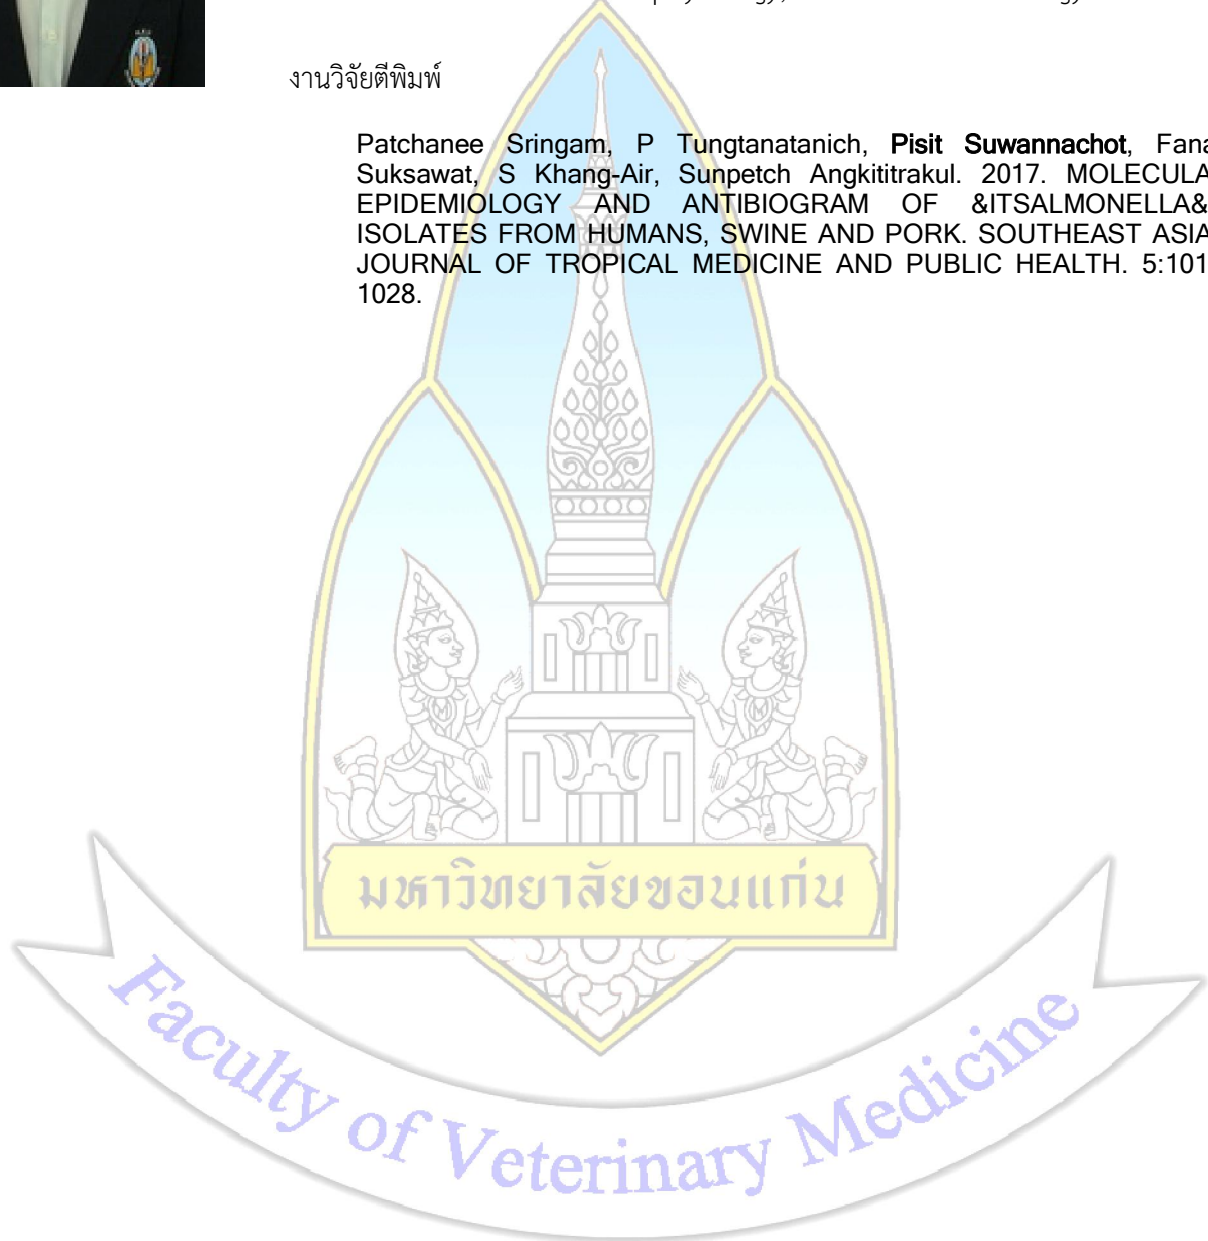 งานวิจัยตีพิมพ์
Patchanee Sringam, P Tungtanatanich, Pisit Suwannachot, Fana
Suksawat, S Khang-Air, Sunpetch Angkititrakul. 2017. MOLECULA
EPIDEMIOLOGY AND ANTIBIOGRAM OF &ITSALMONELLA&
ISOLATES FROM HUMANS, SWINE AND PORK. SOUTHEAST ASIA
JOURNAL OF TROPICAL MEDICINE AND PUBLIC HEALTH. 5:101
1028.
มหาวิทยาลัยขอนแก่น
Faculty of Veterinary Medicine